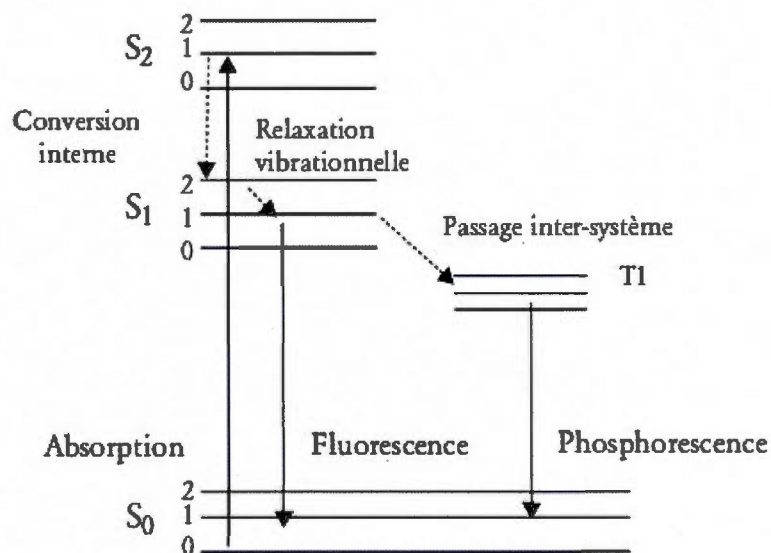 2
S2
1
0
Conversion
interne
Relaxation
vibrationnelle
2
S1
1
0
Passage inter-système
T1
Absorption
Fluorescence
Phosphorescence
2
S0
1
0